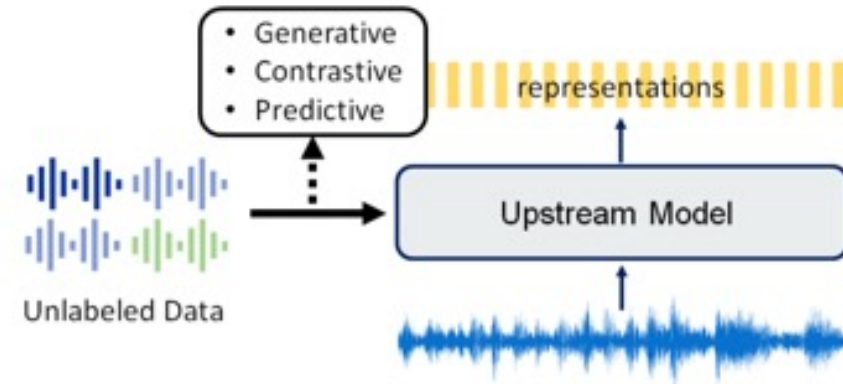 • Generative
• Contrastive
• Predictive
representations
Upstream Model
Unlabeled Data